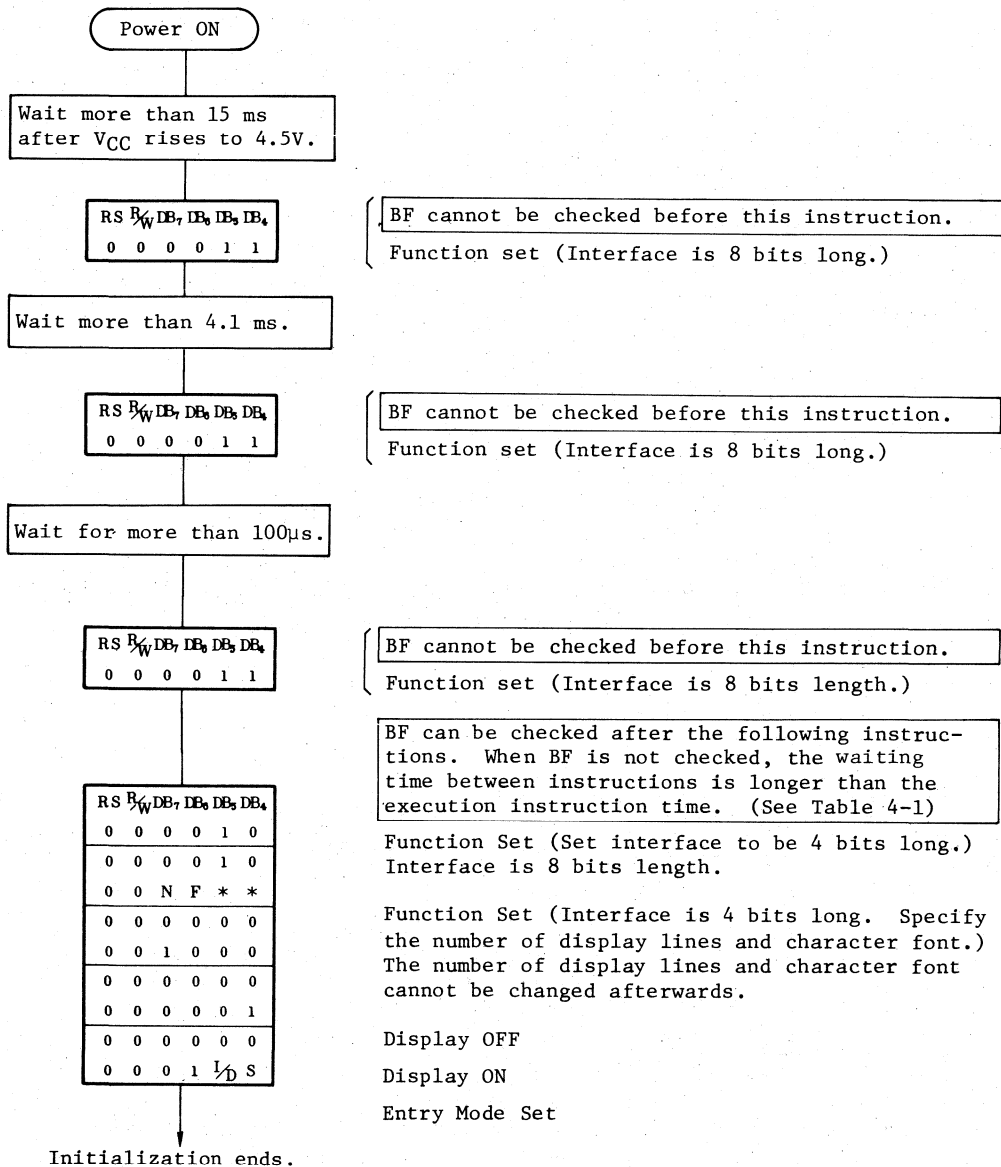 Power ON
Wait more than 15 ms
after VCC rises to 4.5V.
RS R/W DB7 DB6 DB5 DB4
0 0 0 0 1 1
BF cannot be checked before this instruction.
Function set (Interface is 8 bits long.)
Wait more than 4.1 ms.
RS R/W DB7 DB6 DB5 DB4
0 0 0 0 1 1
BF cannot be checked before this instruction.
Function set (Interface is 8 bits long.)
Wait for more than 100μs.
RS R/W DB7 DB6 DB5 DB4
0 0 0 0 1 1
BF cannot be checked before this instruction.
Function set (Interface is 8 bits length.)
BF can be checked after the following instruc-
tions. When BF is not checked, the waiting
time between instructions is longer than the
execution instruction time. (See Table 4-1)
RS R/W DB7 DB6 DB5 DB4
0 0 0 0 1 0
0 0 0 0 1 0
0 0 N F * *
0 0 0 0 0 0
0 0 1 0 0 0
0 0 0 0 0 0
0 0 0 0 0 1
0 0 0 0 0 0
0 0 0 1 I/D S
Function Set (Set interface to be 4 bits long.)
Interface is 8 bits length.
Function Set (Interface is 4 bits long. Specify
the number of display lines and character font.)
The number of display lines and character font
cannot be changed afterwards.
Display OFF
Display ON
Entry Mode Set
Initialization ends.